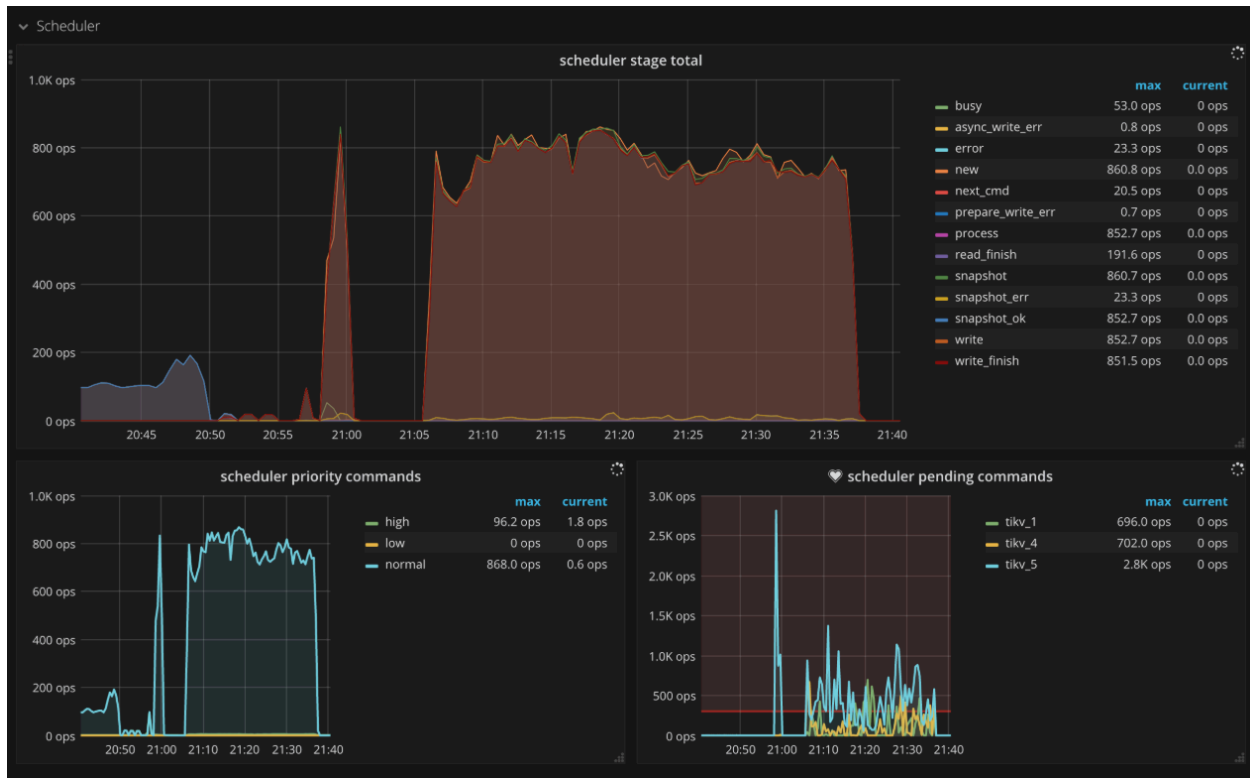 Scheduler
scheduler stage total
1.0K ops
800 ops
600 ops
400 ops
200 ops
0 ops
20:45 20:50 20:55 21:00 21:05 21:10 21:15 21:20 21:25 21:30 21:35 21:40
max current
busy 53.0 ops 0 ops
async_write_err 0.8 ops 0 ops
error 23.3 ops 0 ops
new 860.8 ops 0.0 ops
next_cmd 20.5 ops 0 ops
prepare_write_err 0.7 ops 0 ops
process 852.7 ops 0.0 ops
read_finish 191.6 ops 0 ops
snapshot 860.7 ops 0.0 ops
snapshot_err 23.3 ops 0 ops
snapshot_ok 852.7 ops 0.0 ops
write 852.7 ops 0.0 ops
write_finish 851.5 ops 0.0 ops
scheduler priority commands
1.0K ops
800 ops
600 ops
400 ops
200 ops
0 ops
20:50 21:00 21:10 21:20 21:30 21:40
max current
high 96.2 ops 1.8 ops
low 0 ops 0 ops
normal 868.0 ops 0.6 ops
scheduler pending commands
3.0K ops
2.5K ops
2.0K ops
1.5K ops
1.0K ops
500 ops
0 ops
20:50 21:00 21:10 21:20 21:30 21:40
max current
tikv_1 696.0 ops 0 ops
tikv_4 702.0 ops 0 ops
tikv_5 2.8K ops 0 ops